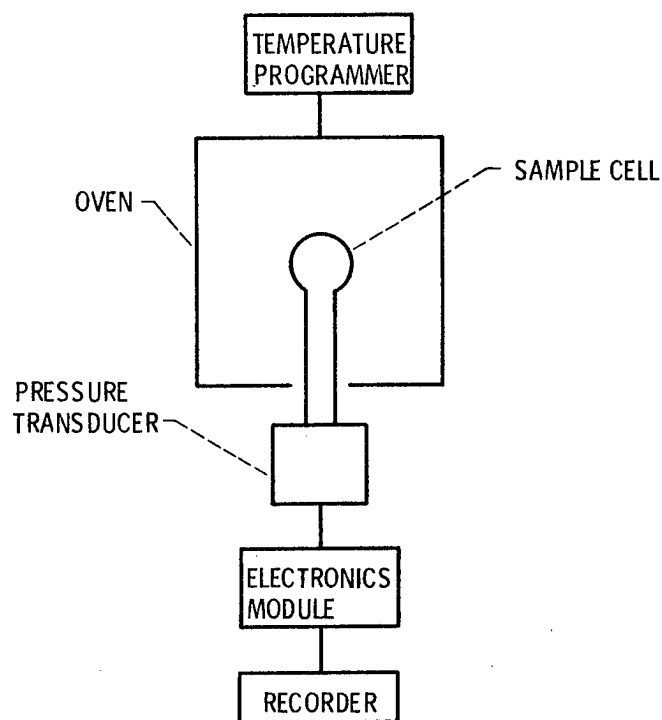 TEMPERATURE
PROGRAMMER
SAMPLE CELL
OVEN
PRESSURE
TRANSDUCER
ELECTRONICS
MODULE
RECORDER